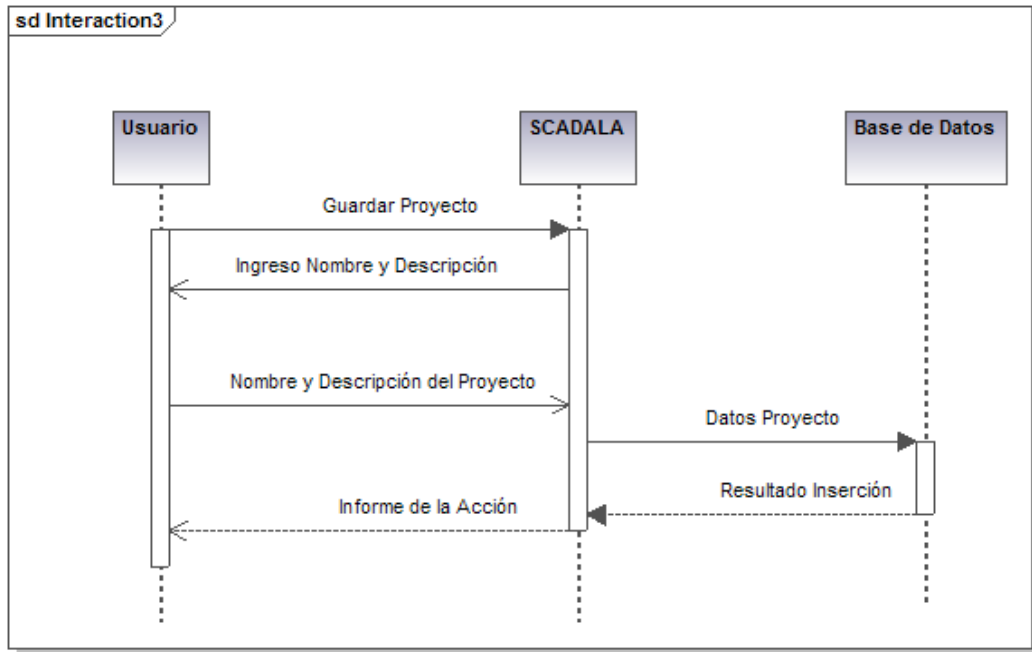 sd Interaction3
Usuario
SCADALA
Base de Datos
Guardar Proyecto
Ingreso Nombre y Descripción
Nombre y Descripción del Proyecto
Datos Proyecto
Resultado Inserción
Informe de la Acción